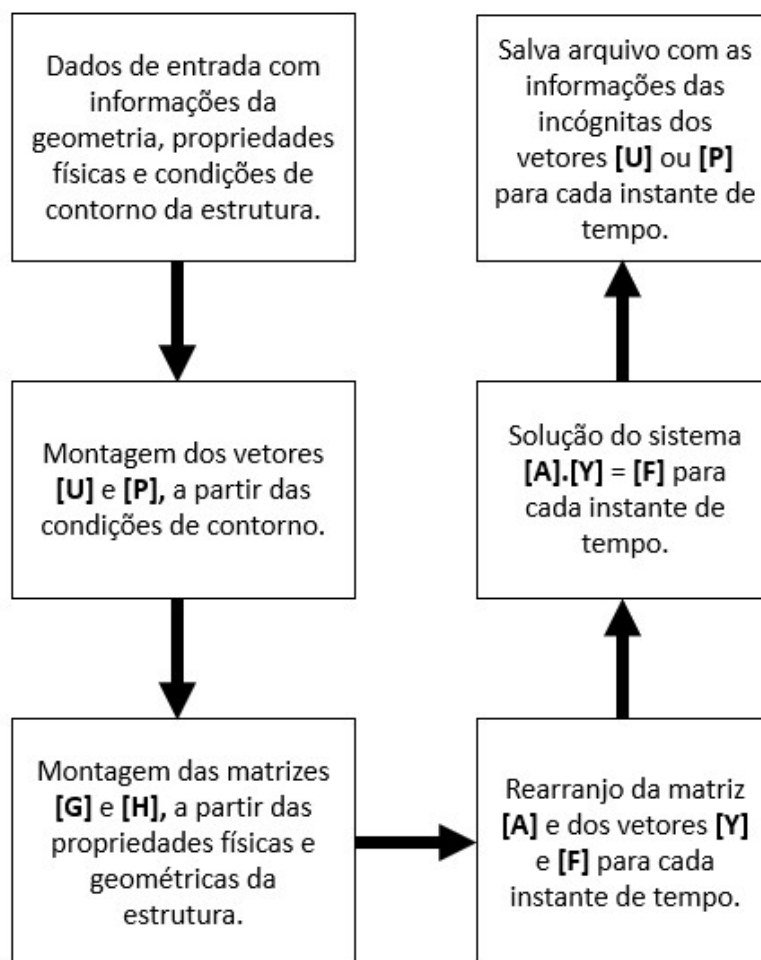 Dados de entrada com
informações da
geometria, propriedades
físicas e condições de
contorno da estrutura.
Montagem dos vetores
[U] e [P], a partir das
condições de contorno.
Montagem das matrizes
[G] e [H], a partir das
propriedades físicas e
geométricas da
estrutura.
Rearranjo da matriz
[A] e dos vetores [Y]
e [F] para cada
instante de tempo.
Solução do sistema
[A].[Y] = [F] para
cada instante de
tempo.
Salva arquivo com as
informações das
incógnitas dos
vetores [U] ou [P]
para cada instante de
tempo.